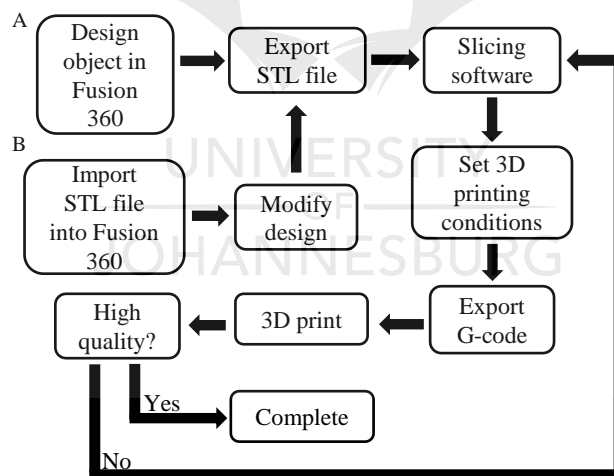 A
Design
object in
Fusion
360
Export
STL file
Slicing
software
B
Import
STL file
into Fusion
360
Modify
design
Set 3D
printing
conditions
Export
G-code
3D print
High
quality?
Yes
Complete
No
UNIVERSITY
OF
JOHANNESBURG